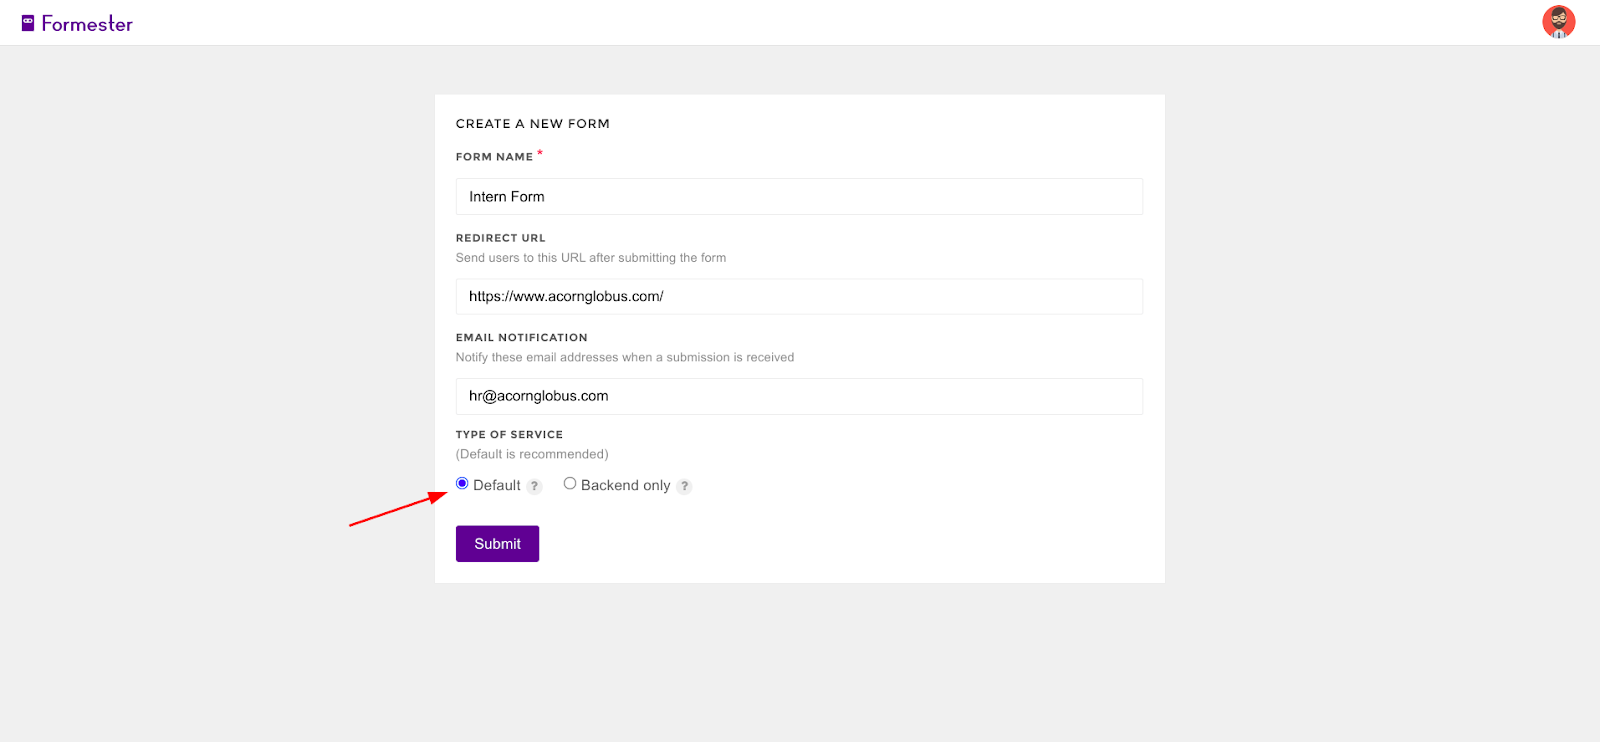 Formester
CREATE A NEW FORM
FORM NAME *
Intern Form
REDIRECT URL
Send users to this URL after submitting the form
https://www.acornglobus.com/
EMAIL NOTIFICATION
Notify these email addresses when a submission is received
hr@acornglobus.com
TYPE OF SERVICE
(Default is recommended)
Default ? Backend only ?
Submit